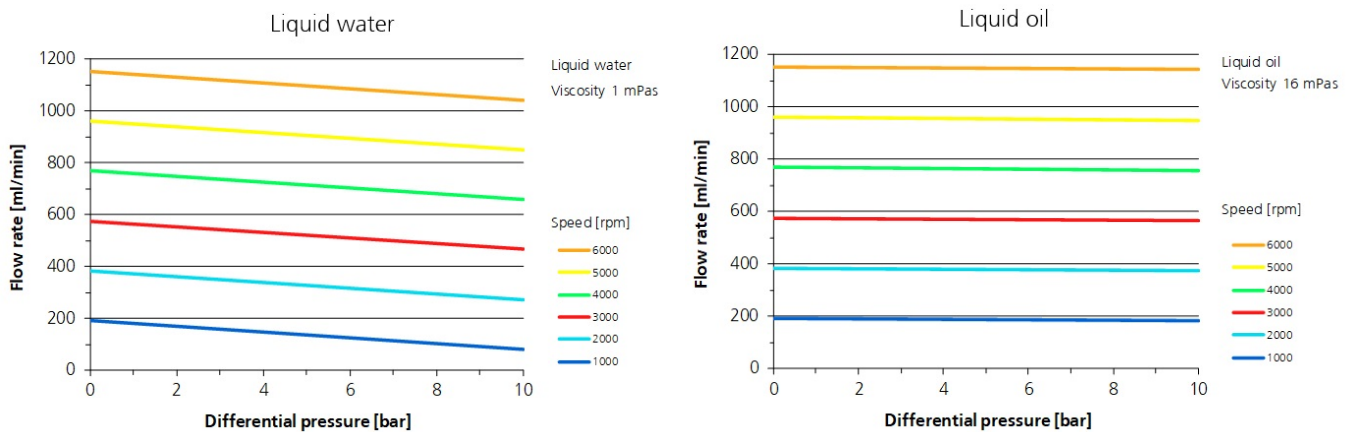 Liquid water
1200
1000
800
600
400
200
0
Flow rate [ml/min]
0 2 4 6 8 10
Differential pressure [bar]
Liquid water
Viscosity 1 mPas
Speed [rpm]
6000
5000
4000
3000
2000
1000
Liquid oil
1200
1000
800
600
400
200
0
Flow rate [ml/min]
0 2 4 6 8 10
Differential pressure [bar]
Liquid oil
Viscosity 16 mPas
Speed [rpm]
6000
5000
4000
3000
2000
1000